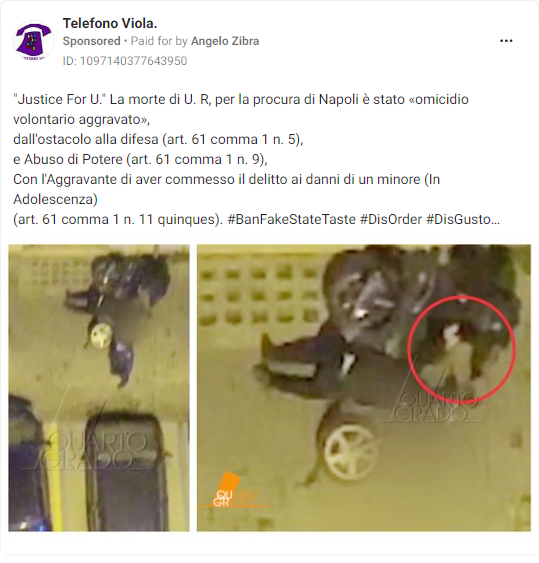 Telefono Viola.
Sponsored • Paid for by Angelo Zibra
ID: 1097140377643950
"Justice For U." La morte di U. R, per la procura di Napoli è stato «omicidio
volontario aggravato»,
dall'ostacolo alla difesa (art. 61 comma 1 n. 5),
e Abuso di Potere (art. 61 comma 1 n. 9),
Con l'Aggravante di aver commesso il delitto ai danni di un minore (In
Adolescenza)
(art. 61 comma 1 n. 11 quinques). #BanFakeStateTaste #DisOrder #DisGusto...
QUARTO
GRADO
QUARTO
GRADO
QU
GR